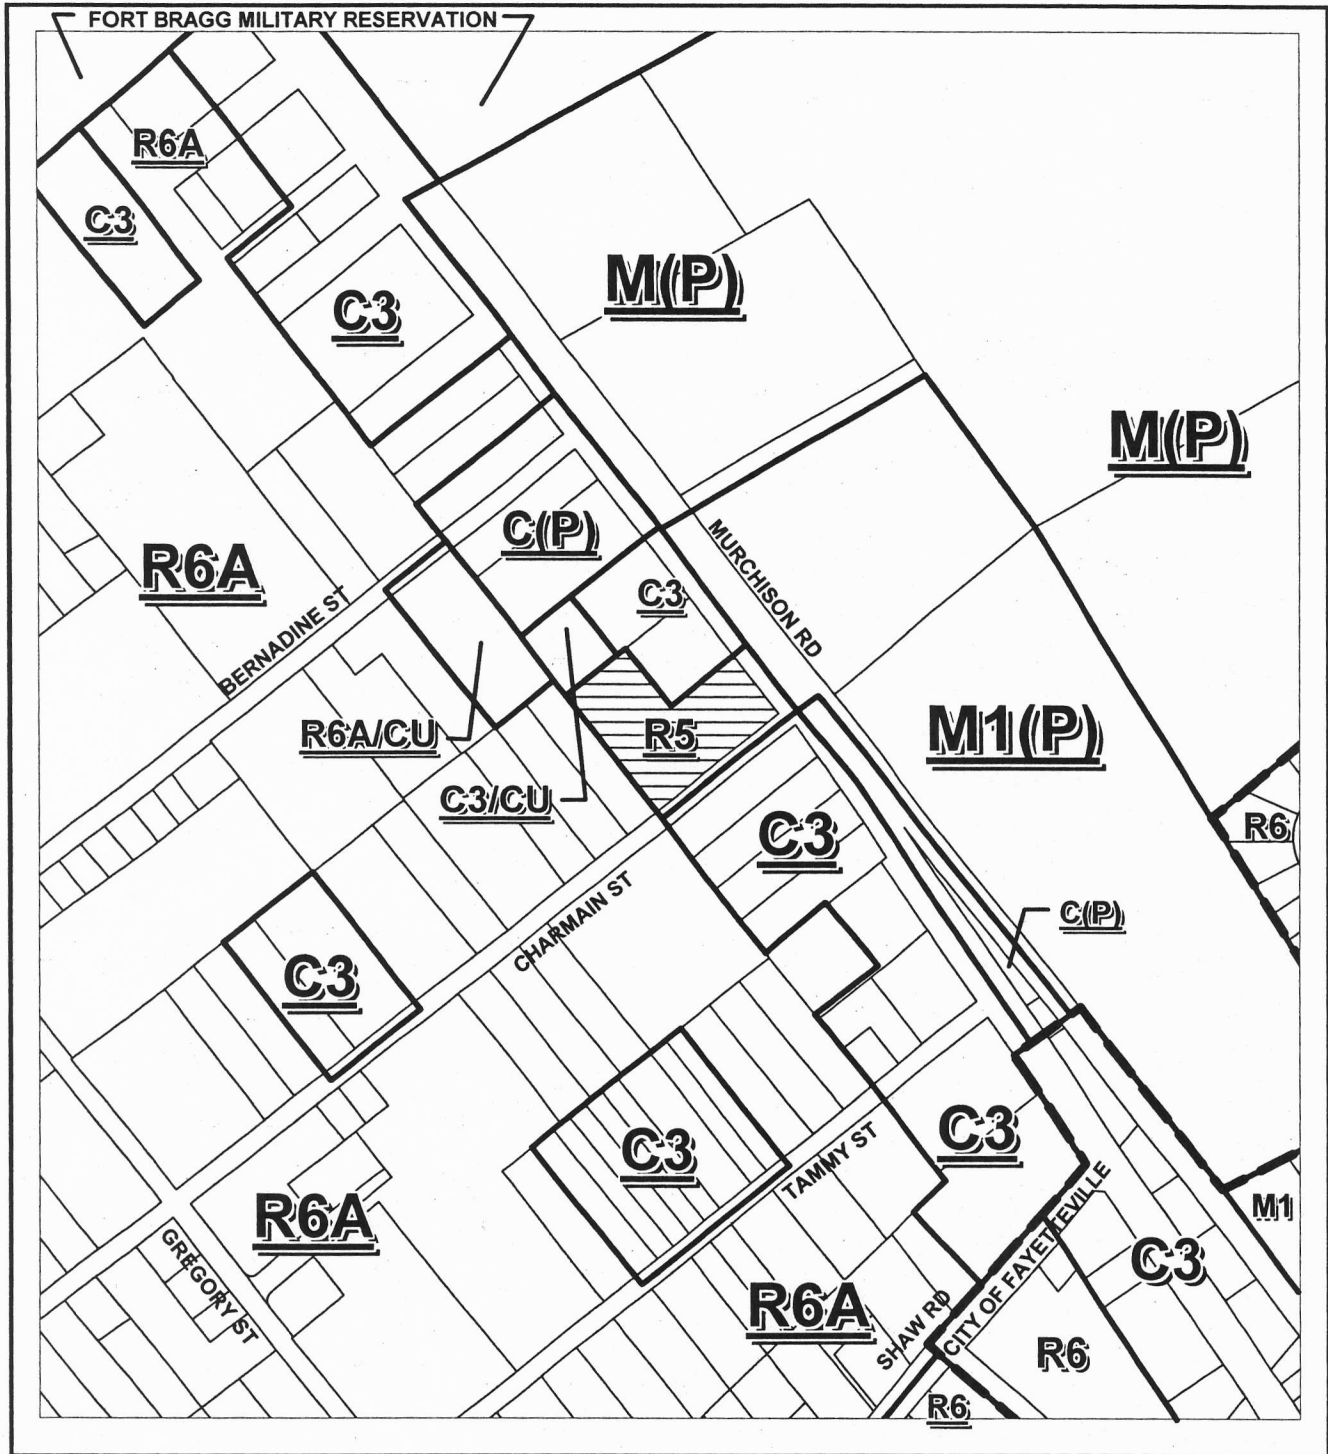 FORT BRAGG MILITARY RESERVATION
R6A
C3
M(P)
C3
M(P)
C(P)
MURCHISON RD
R6A
C3
BERNADINE ST
R6A/CU
R5
M1(P)
C3/CU
C3
R6
CHARMAIN ST
C(P)
C3
C3
C3
TAMMY ST
R6A
GREGORY ST
CITY OF FAYETTEVILLE
M1
C3
R6A
SHAW RD
R6
R6